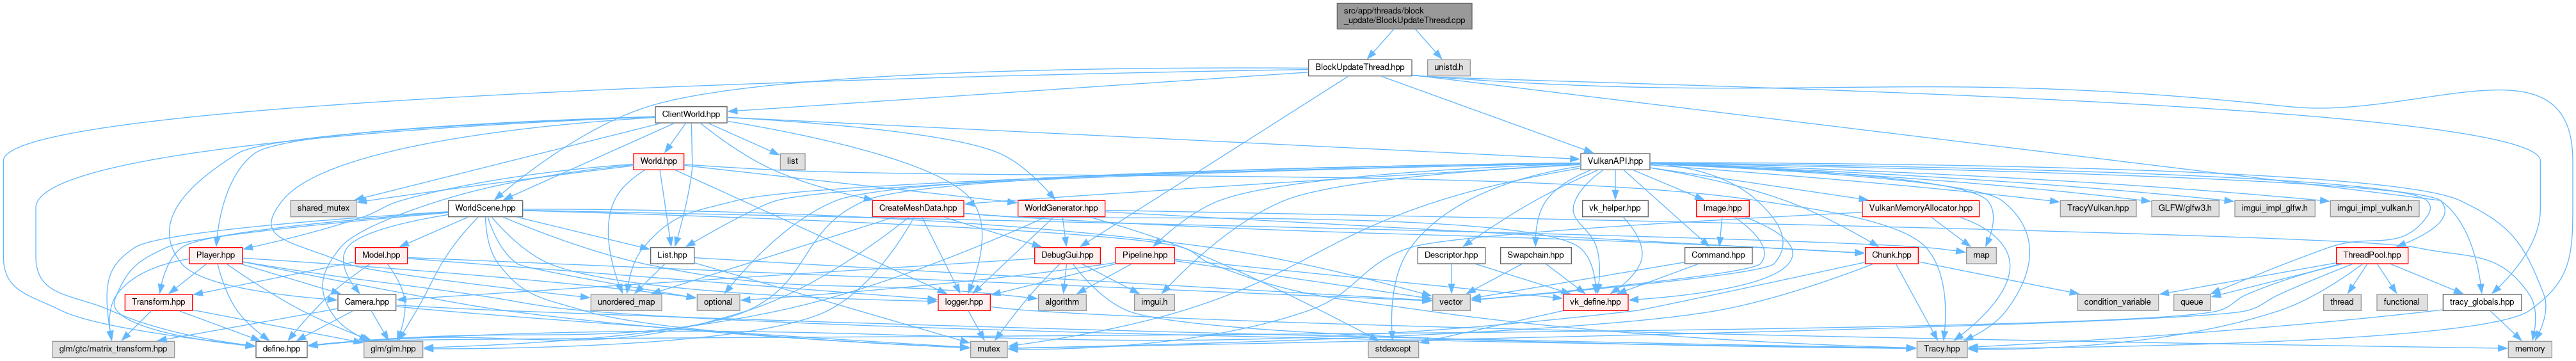 src/app/threads/block
_update/BlockUpdateThread.cpp
BlockUpdateThread.hpp
unistd.h
ClientWorld.hpp
World.hpp
list
VulkanAPI.hpp
shared_mutex
WorldScene.hpp
CreateMeshData.hpp
WorldGenerator.hpp
vk_helper.hpp
Image.hpp
VulkanMemoryAllocator.hpp
TracyVulkan.hpp
GLFW/glfw3.h
imgui_impl_glfw.h
imgui_impl_vulkan.h
Player.hpp
Model.hpp
List.hpp
DebugGui.hpp
Pipeline.hpp
Descriptor.hpp
Swapchain.hpp
Command.hpp
Chunk.hpp
map
ThreadPool.hpp
Transform.hpp
Camera.hpp
unordered_map
optional
logger.hpp
algorithm
imgui.h
vector
vk_define.hpp
condition_variable
queue
thread
functional
tracy_globals.hpp
glm/gtc/matrix_transform.hpp
define.hpp
glm/glm.hpp
mutex
stdexcept
Tracy.hpp
memory